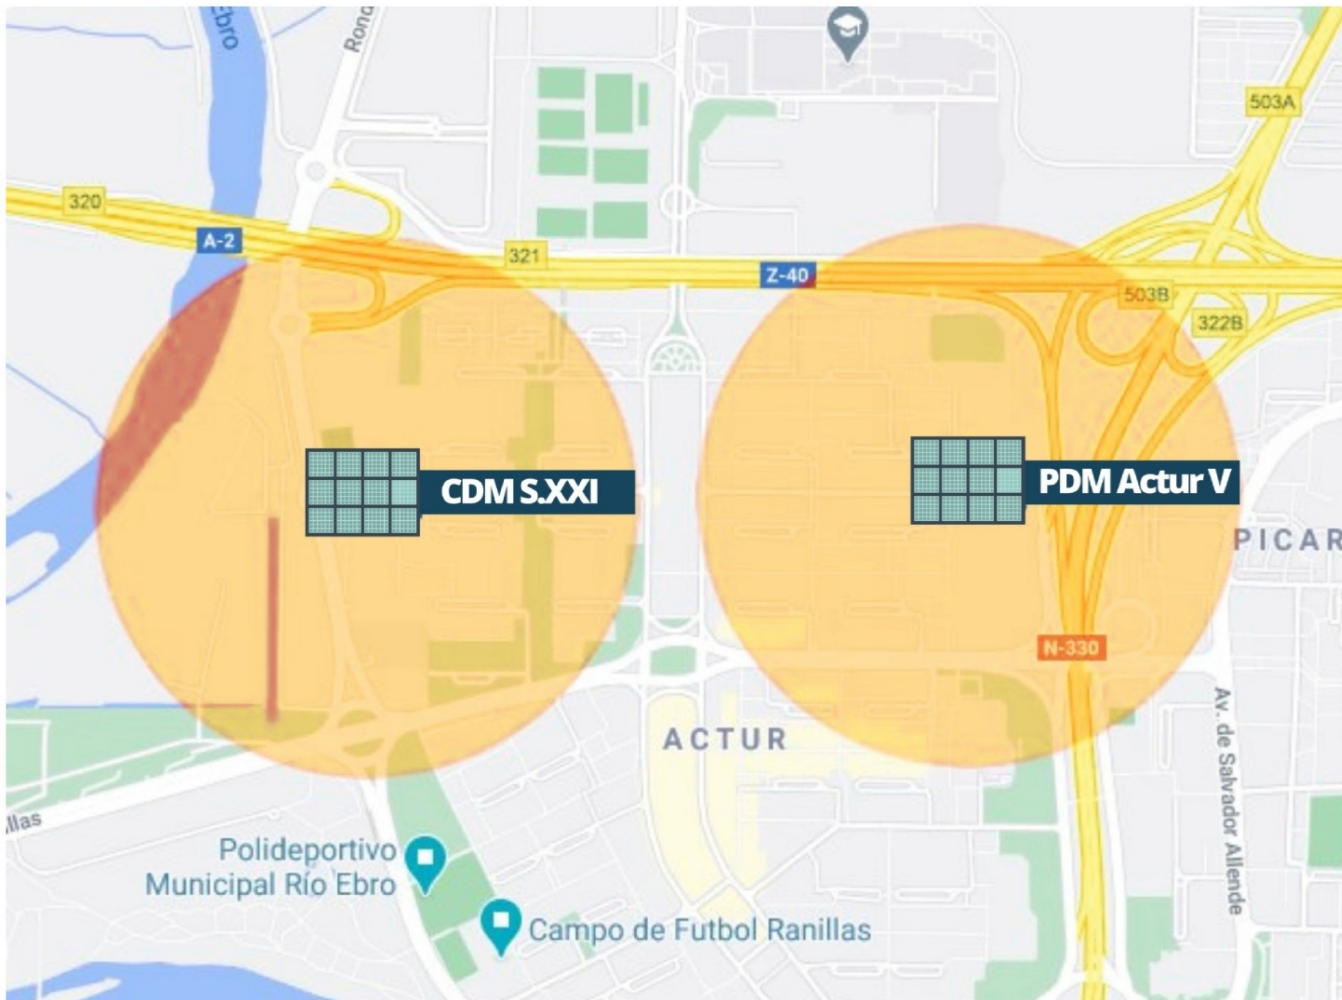 Ebro
Rond
503A
320
A-2
321
Z-40
503B
322B
CDM S.XXI
PDM Actur V
PICAR
N-330
ACTUR
Av. de Salvador Allende
llas
Polideportivo
Municipal Río Ebro
Campo de Futbol Ranillas